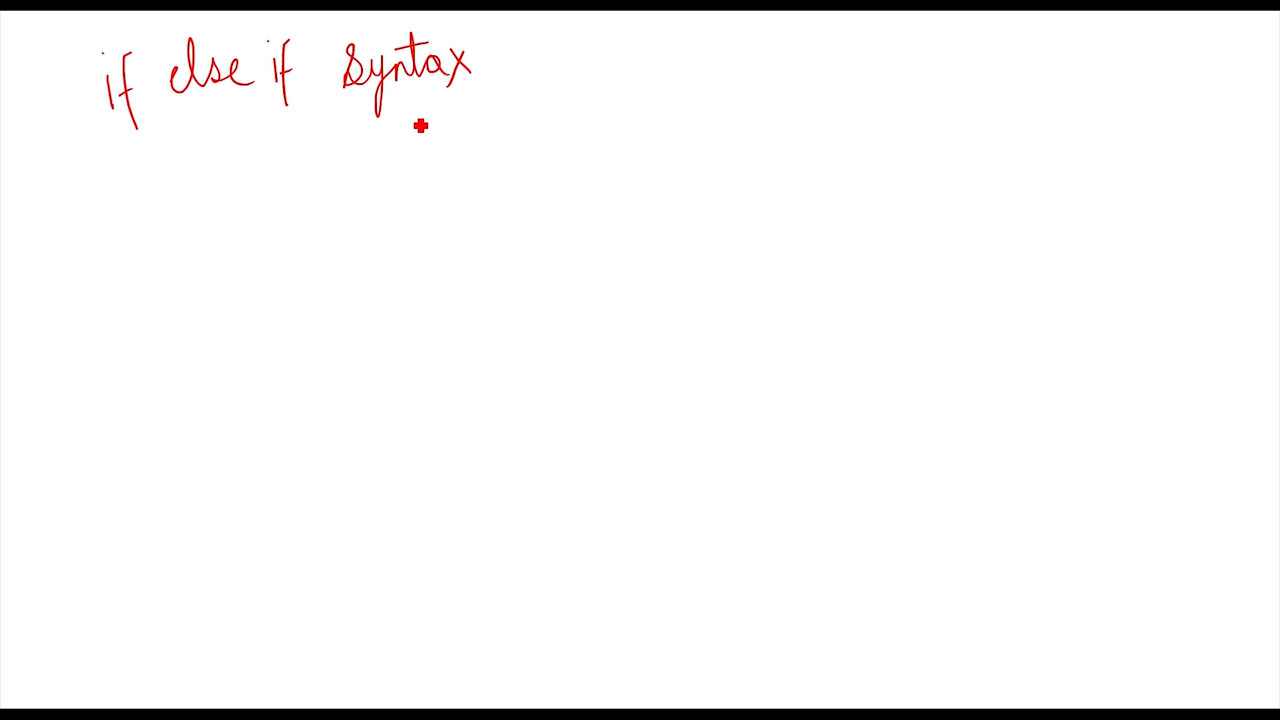 if else if syntax